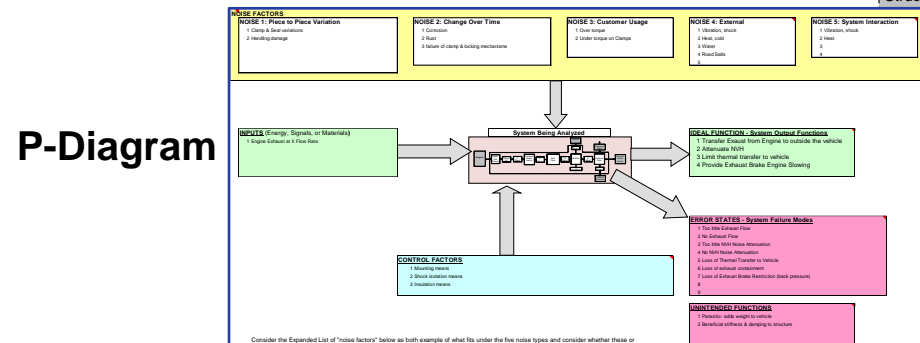 Struc
NOISE FACTORS
NOISE 1: Piece to Piece Variation
1 Clamp & Seal variations
2 Handling damage
NOISE 2: Change Over Time
1 Corrosion
2 Rust
3 failure of clamp & locking mechanisms
NOISE 3: Customer Usage
1 Over torque
2 Under torque on Clamps
NOISE 4: External
1 Vibration, shock
2 Heat, cold
3 Water
4 Road Salts
5
NOISE 5: System Interaction
1 Vibration, shock
2 Heat
3
4
P-Diagram
INPUTS (Energy, Signals, or Materials)
1 Engine Exhaust at X Flow Rate
System Being Analyzed
IDEAL FUNCTION - System Output Functions
1 Transfer Exaust from Engine to outside the vehicle
2 Attenuate NVH
3 Limit thermal transfer to vehicle
4 Provide Exhaust Brake Engine Slowing
ERROR STATES - System Failure Modes
1 Too little Exhaust Flow
2 No Exhaust Flow
3 Too little NVH Noise Attenuation
4 No NVH Noise Attenuation
5 Loss of Thermal Transfer to Vehicle
6 Loss of exhaust containment
7 Loss of Exhaust Brake Restriction (back pressure)
8
9
CONTROL FACTORS
1 Mounting means
2 Shock isolation means
3 Insulation means
UNINTENDED FUNCTIONS
1 Parasitic- adds weight to vehicle
2 Beneficial stiffness & damping to structure
Consider the Expanded List of "noise factors" below as both example of what fits under the five noise types and consider whether these or